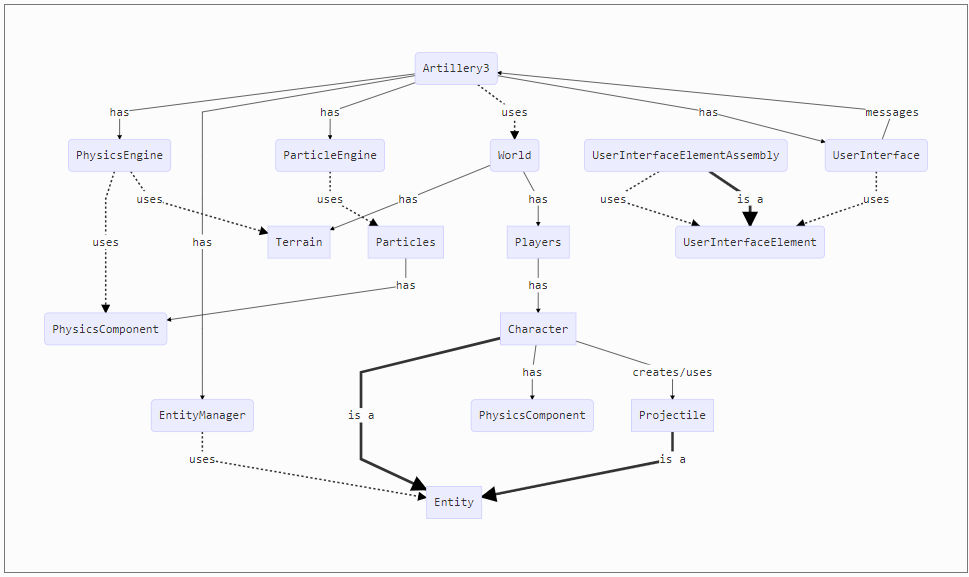 Artillery3
has
has
uses
has
messages
PhysicsEngine
ParticleEngine
World
UserInterfaceElementAssembly
UserInterface
uses
uses
has
has
uses
is a
uses
uses
has
Terrain
Particles
Players
UserInterfaceElement
has
has
PhysicsComponent
Character
has
creates/uses
is a
EntityManager
PhysicsComponent
Projectile
uses
is a
Entity